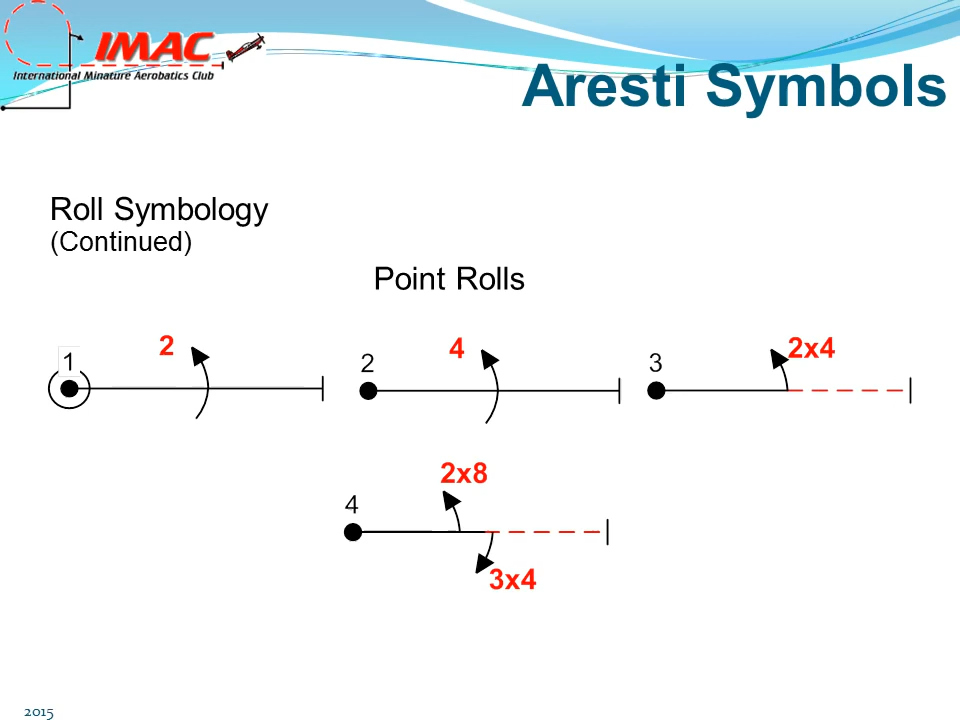 IMAC
International Minature Aerobatics Club
Aresti Symbols
Roll Symbology
(Continued)
Point Rolls
1
2
2
4
3
2x4
4
2x8
3x4
2015